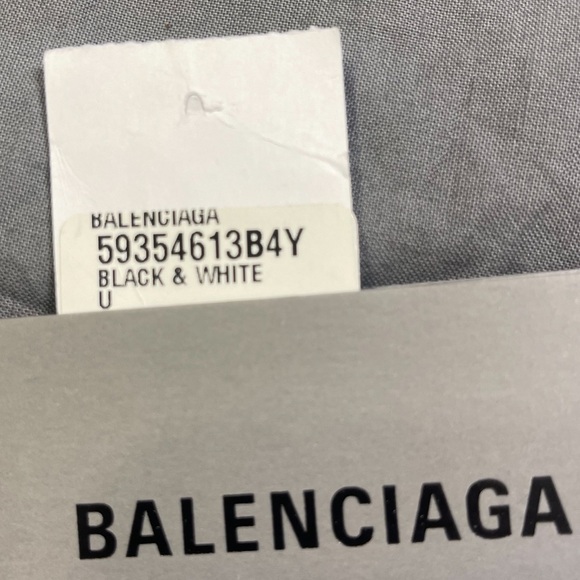 BALENCIAGA
59354613B4Y
BLACK & WHITE
U
BALENCIAGA